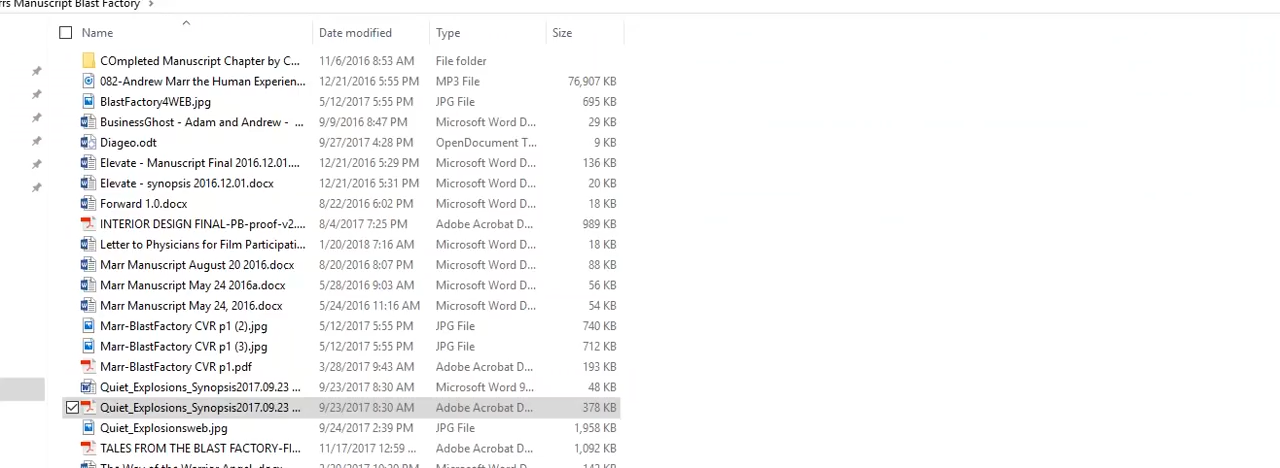 rrs Manuscript Blast Factory >
Name Date modified Type Size
COmpleted Manuscript Chapter by C... 11/6/2016 8:53 AM File folder
082-Andrew Marr the Human Experien... 12/21/2016 5:55 PM MP3 File 76,907 KB
BlastFactory4WEB.jpg 5/12/2017 5:55 PM JPG File 695 KB
BusinessGhost - Adam and Andrew - ... 9/9/2016 8:47 PM Microsoft Word D... 29 KB
Diageo.odt 9/27/2017 4:28 PM OpenDocument T... 9 KB
Elevate - Manuscript Final 2016.12.01.... 12/21/2016 5:29 PM Microsoft Word D... 136 KB
Elevate - synopsis 2016.12.01.docx 12/21/2016 5:31 PM Microsoft Word D... 20 KB
Forward 1.0.docx 8/22/2016 6:02 PM Microsoft Word D... 18 KB
INTERIOR DESIGN FINAL-PB-proof-v2.... 8/4/2017 7:25 PM Adobe Acrobat D... 989 KB
Letter to Physicians for Film Participati... 1/20/2018 7:16 AM Microsoft Word D... 18 KB
Marr Manuscript August 20 2016.docx 8/20/2016 8:07 PM Microsoft Word D... 88 KB
Marr Manuscript May 24 2016a.docx 5/28/2016 9:03 AM Microsoft Word D... 56 KB
Marr Manuscript May 24, 2016.docx 5/24/2016 11:16 AM Microsoft Word D... 54 KB
Marr-BlastFactory CVR p1 (2).jpg 5/12/2017 5:55 PM JPG File 740 KB
Marr-BlastFactory CVR p1 (3).jpg 5/12/2017 5:55 PM JPG File 712 KB
Marr-BlastFactory CVR p1.pdf 3/28/2017 9:43 AM Adobe Acrobat D... 193 KB
Quiet_Explosions_Synopsis2017.09.23 ... 9/23/2017 8:30 AM Microsoft Word 9... 48 KB
Quiet_Explosions_Synopsis2017.09.23 ... 9/23/2017 8:30 AM Adobe Acrobat D... 378 KB
Quiet_Explosionsweb.jpg 9/24/2017 2:39 PM JPG File 1,958 KB
TALES FROM THE BLAST FACTORY-FI... 11/17/2017 12:59 ... Adobe Acrobat D... 1,092 KB
The Way of the Warrior Angel .docx Microsoft Word D...